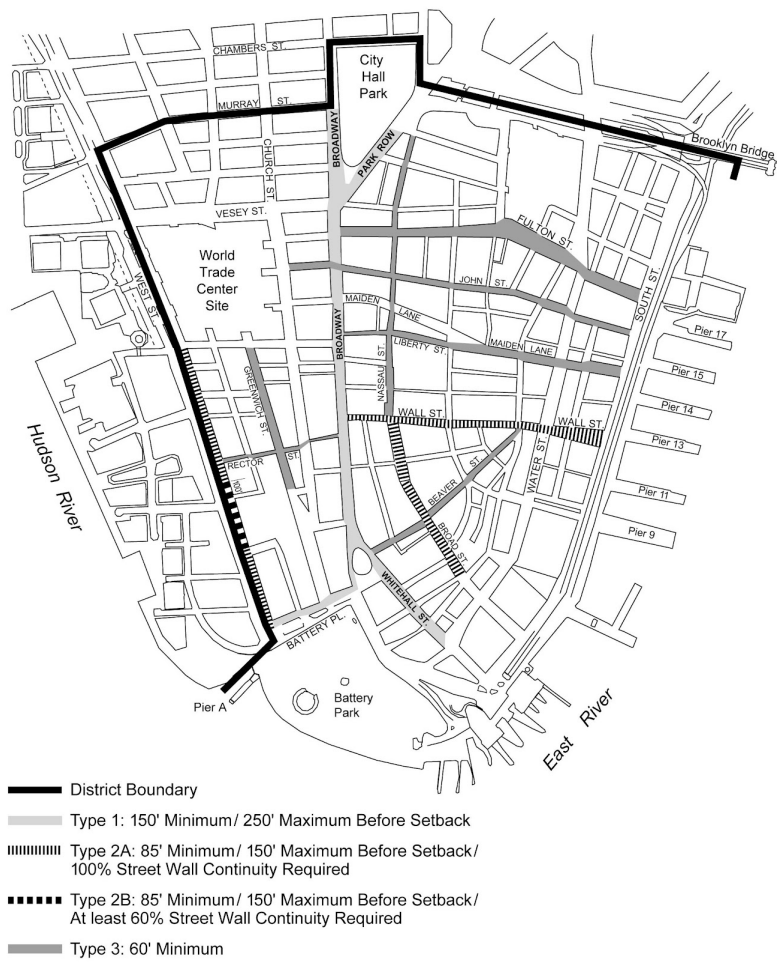 CHAMBERS ST.
City
Hall
Park
MURRAY ST.
BROADWAY
PARK ROW
Brooklyn Bridge
CHURCH ST.
VESEY ST.
FULTON ST.
World
Trade
Center
Site
WEST ST.
JOHN ST.
SOUTH ST.
MAIDEN
LANE
BROADWAY
LIBERTY ST.
MAIDEN LANE
Pier 17
NASSAU ST.
GREENWICH ST.
Pier 15
WALL ST.
WALL ST.
Pier 14
Hudson River
RECTOR ST.
100'
BEAVER ST.
WATER ST.
Pier 13
Pier 11
BROAD ST.
Pier 9
WHITEHALL ST.
BATTERY PL.
Pier A
Battery
Park
East River
District Boundary
Type 1: 150' Minimum/ 250' Maximum Before Setback
Type 2A: 85' Minimum/ 150' Maximum Before Setback/
100% Street Wall Continuity Required
Type 2B: 85' Minimum/ 150' Maximum Before Setback/
At least 60% Street Wall Continuity Required
Type 3: 60' Minimum